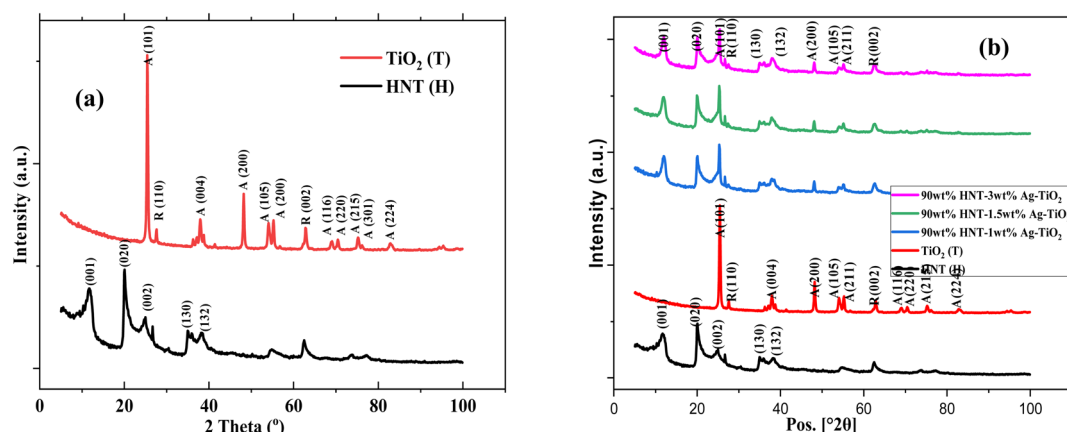 (a)
TiO₂ (T)
HNT (H)
A (101)
R (110)
A (004)
A (200)
A (105)
A (200)
R (002)
A (116)
A (220)
A (215)
A (301)
A (224)
(001)
(020)
(002)
(130)
(132)
Intensity (a.u.)
0 20 40 60 80 100
2 Theta (°)
(b)
(001)
(020)
A(101)
R(110)
(130)
(132)
A(200)
A(105)
A(211)
R(002)
90wt% HNT-3wt% Ag-TiO₂
90wt% HNT-1.5wt% Ag-TiO₂
90wt% HNT-1wt% Ag-TiO₂
TiO₂ (T)
HNT (H)
A(101)
R(110)
A(004)
A(200)
A(105)
A(211)
R(002)
A(116)
A(220)
A(224)
(001)
(020)
(002)
(130)
(132)
Intensity (a.u.)
0 20 40 60 80 100
Pos. [°2θ]